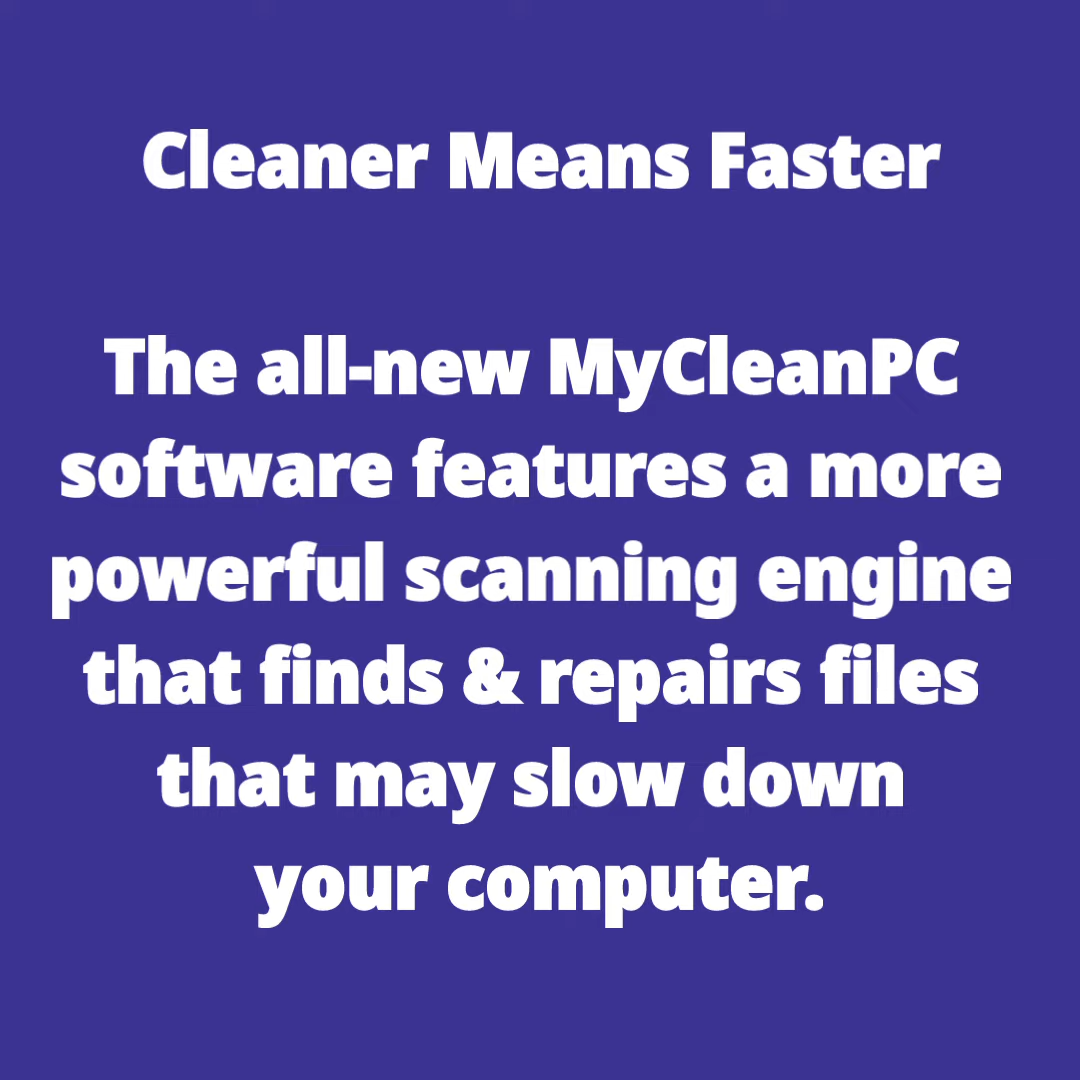 Cleaner Means Faster
The all-new MyCleanPC
software features a more
powerful scanning engine
that finds & repairs files
that may slow down
your computer.